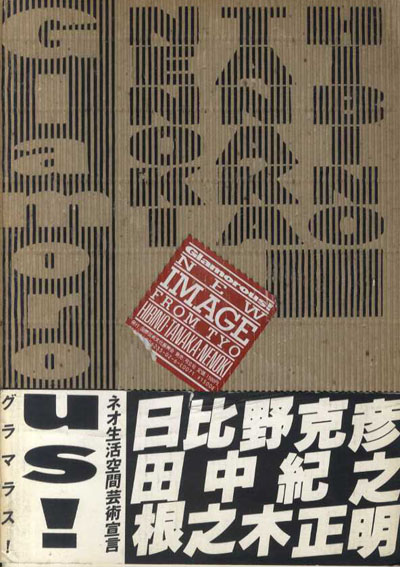 Glamoro
us!
HIBINO
TANAKA
NENOKI
Glamorous!
NEW
IMAGE
FROM TYO
HIBINO·TANAKA·NENOKI
グラマラス!
ネオ生活空間芸術宣言
日比野克彦
田中紀之
根之木正明